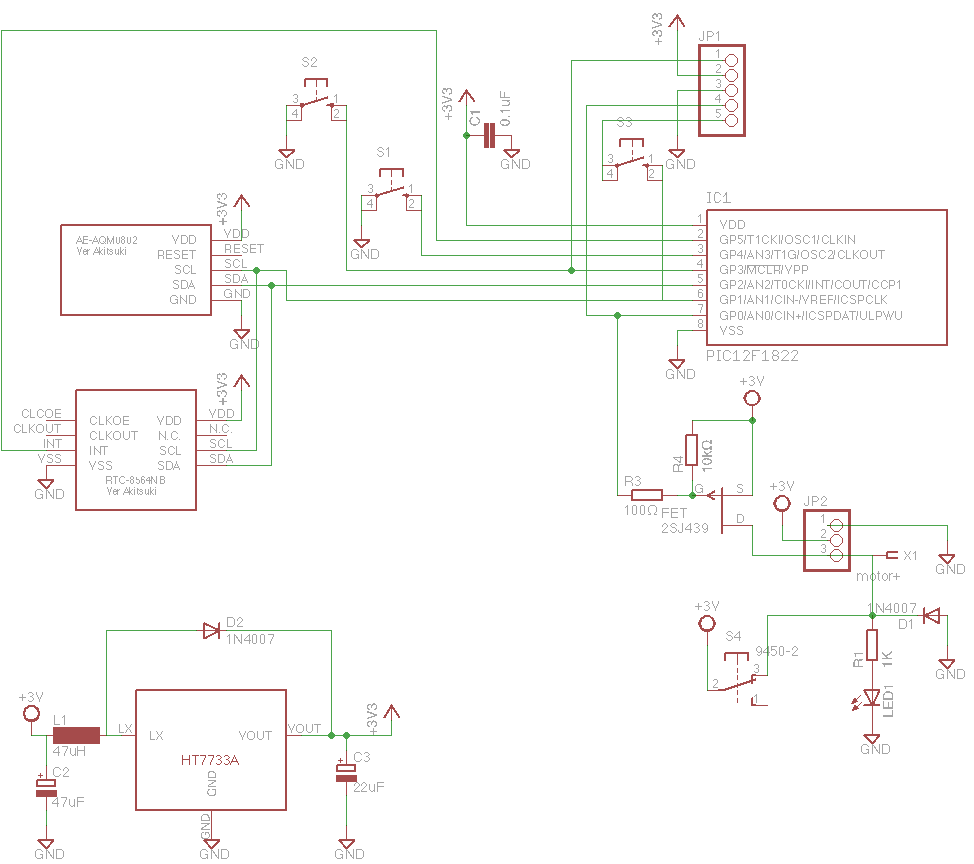 +3V3
JP1
1
2
3
4
5
S2
3
1
4
2
+3V3
C1
0.1uF
GND
GND
S3
3
1
4
2
GND
S1
3
1
4
2
GND
IC1
1
VDD
2
GP5/T1CKI/OSC1/CLKIN
3
GP4/AN3/T1G/OSC2/CLKOUT
4
GP3/MCLR/VPP
5
GP2/AN2/T0CKI/INT/COUT/CCP1
6
GP1/AN1/CIN-/VREF/ICSPCLK
7
GP0/AN0/CIN+/ICSPDAT/ULPWU
8
VSS
PIC12F1822
GND
+3V3
AE-AQM0802
Ver Akitsuki
VDD
RESET
SCL
SDA
GND
VDD
RESET
SCL
SDA
GND
GND
+3V3
CLCOE
CLKOUT
INT
VSS
CLKOE
CLKOUT
INT
VSS
VDD
N.C.
SCL
SDA
VDD
N.C.
SCL
SDA
RTC-8564NB
Ver Akitsuki
GND
+3V
R4
10kΩ
R3
100Ω
G
S
D
FET
2SJ439
+3V
JP2
1
2
3
X1
motor+
GND
+3V
S4
9450-2
2
3
1
1N4007
D1
R1
1K
LED1
GND
GND
D2
1N4007
+3V
L1
47uH
C2
47uF
GND
LX
LX
VOUT
VOUT
HT7733A
GND
GND
GND
+3V3
C3
22uF
GND